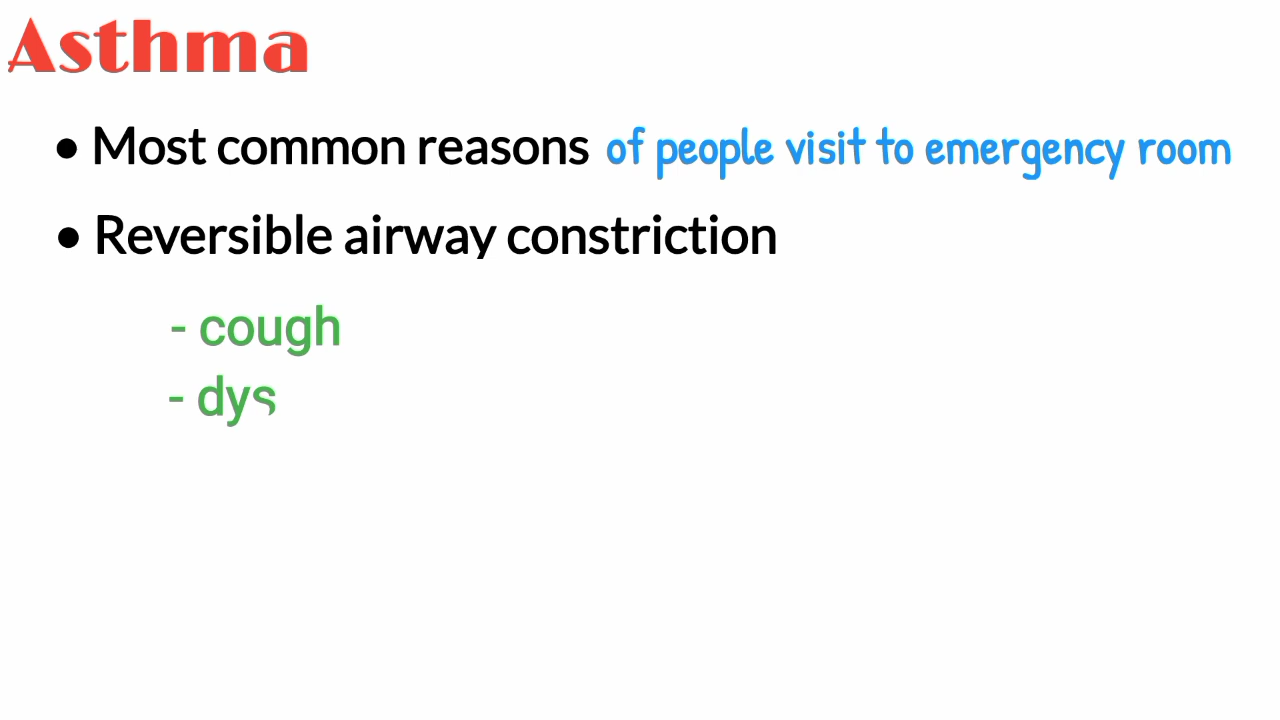 Asthma
• Most common reasons of people visit to emergency room
• Reversible airway constriction
- cough
- dys